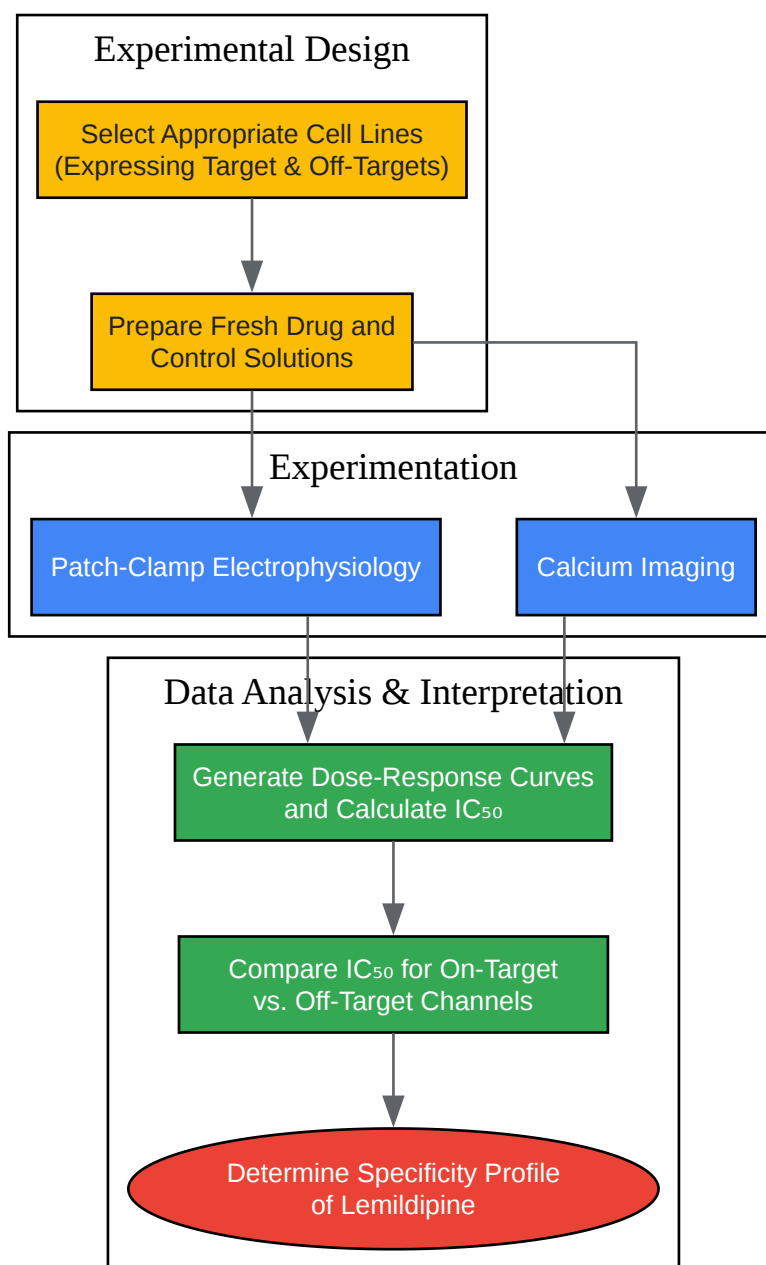 Experimental Design
Select Appropriate Cell Lines
(Expressing Target & Off-Targets)
Prepare Fresh Drug and
Control Solutions
Experimentation
Patch-Clamp Electrophysiology
Calcium Imaging
Data Analysis & Interpretation
Generate Dose-Response Curves
and Calculate IC₅₀
Compare IC₅₀ for On-Target
vs. Off-Target Channels
Determine Specificity Profile
of Lemildipine